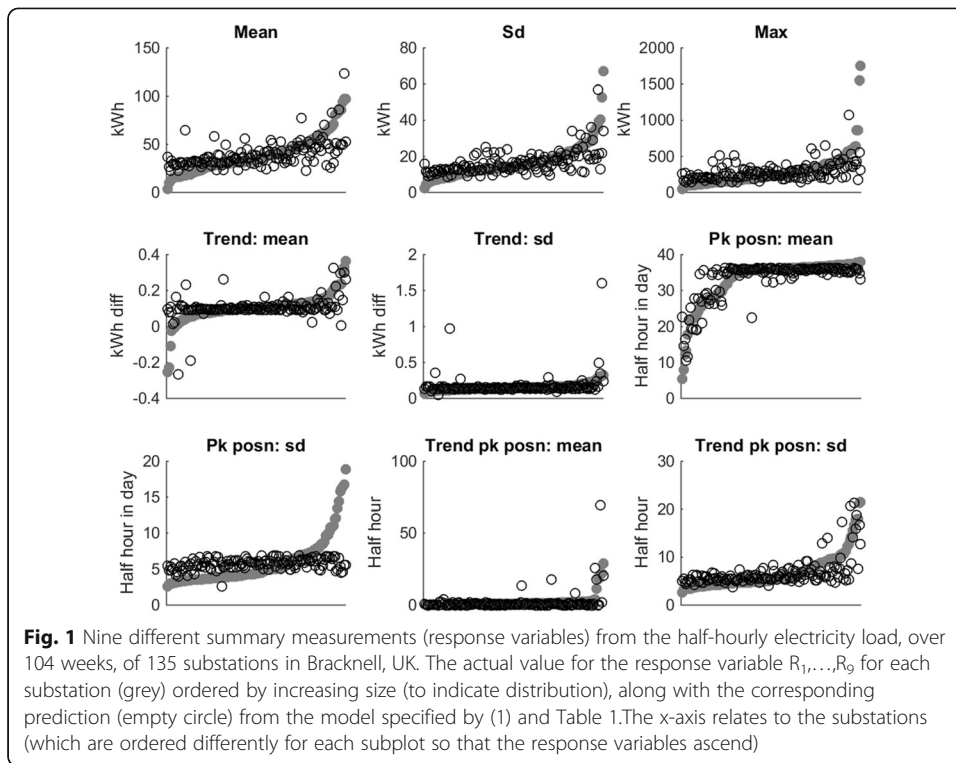 Mean
Sd
Max
150
100
50
0
kWh
80
60
40
20
0
kWh
2000
1500
1000
500
0
kWh
Trend: mean
Trend: sd
Pk posn: mean
0.4
0.2
0
-0.2
-0.4
kWh diff
2
1.5
1
0.5
0
kWh diff
40
30
20
10
0
Half hour in day
Pk posn: sd
Trend pk posn: mean
Trend pk posn: sd
20
15
10
5
0
Half hour in day
100
50
0
Half hour
30
20
10
0
Half hour
Fig. 1 Nine different summary measurements (response variables) from the half-hourly electricity load, over
104 weeks, of 135 substations in Bracknell, UK. The actual value for the response variable R₁,…,R₉ for each
substation (grey) ordered by increasing size (to indicate distribution), along with the corresponding
prediction (empty circle) from the model specified by (1) and Table 1.The x-axis relates to the substations
(which are ordered differently for each subplot so that the response variables ascend)